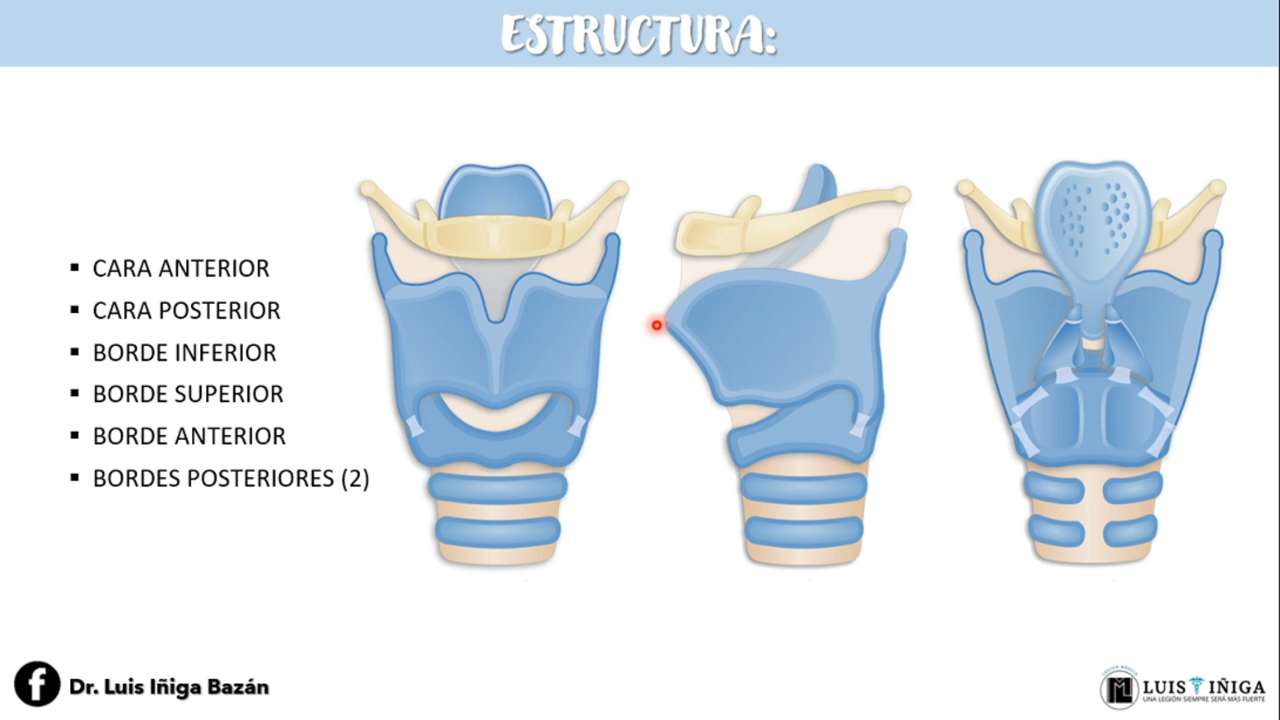 ESTRUCTURA:
▪ CARA ANTERIOR
▪ CARA POSTERIOR
▪ BORDE INFERIOR
▪ BORDE SUPERIOR
▪ BORDE ANTERIOR
▪ BORDES POSTERIORES (2)
Dr. Luis Iñiga Bazán
LUIS IÑIGA
UNA LEGIÓN SIEMPRE SERÁ MÁS FUERTE